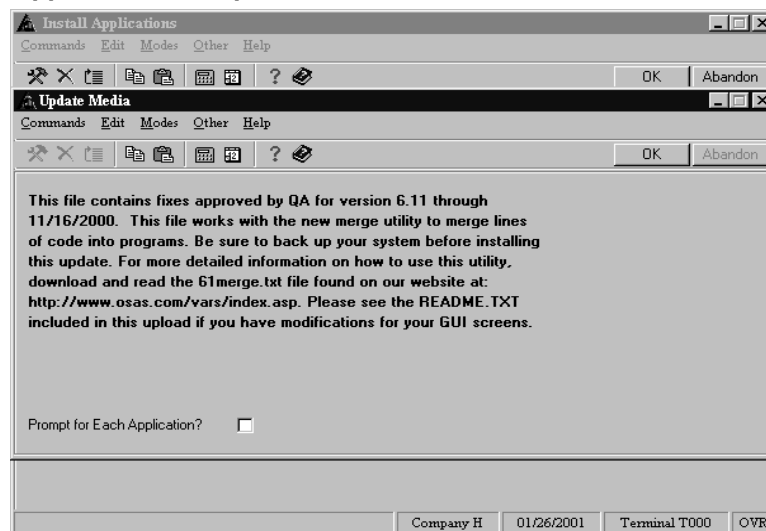 Install Applications
Commands Edit Modes Other Help
? OK Abandon
Update Media
Commands Edit Modes Other Help
? OK Abandon
This file contains fixes approved by QA for version 6.11 through
11/16/2000. This file works with the new merge utility to merge lines
of code into programs. Be sure to back up your system before installing
this update. For more detailed information on how to use this utility,
download and read the 61merge.txt file found on our website at:
http://www.osas.com/vars/index.asp. Please see the README.TXT
included in this upload if you have modifications for your GUI screens.
Prompt for Each Application?
Company H 01/26/2001 Terminal T000 OVR